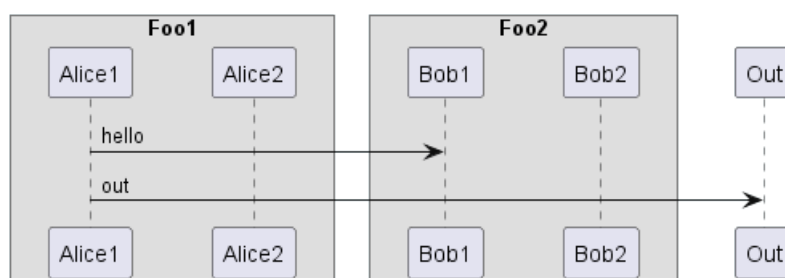 Foo1 Foo2
Alice1 Alice2 Bob1 Bob2 Out
hello
out
Alice1 Alice2 Bob1 Bob2 Out